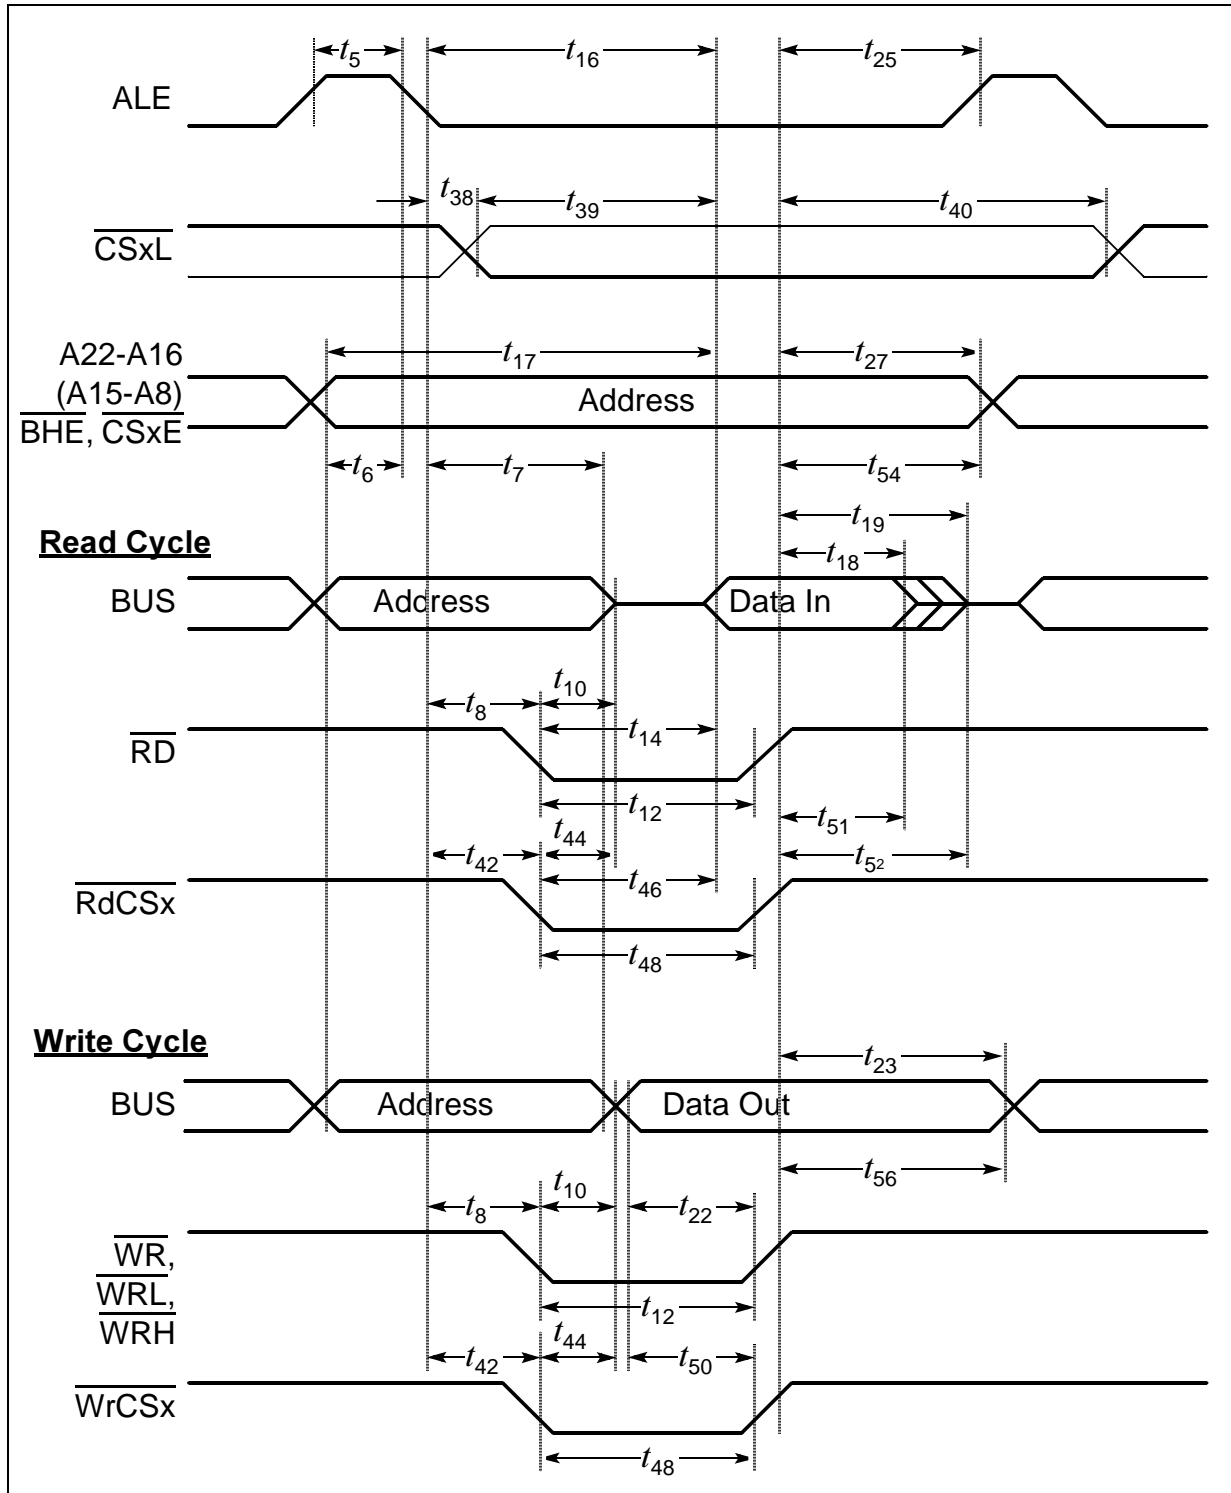 t5 t16 t25
ALE
t38 t39 t40
CSxL
A22-A16
(A15-A8)
BHE, CSxE
t17 t27
Address
t6 t7 t54
t19
Read Cycle
t18
BUS Address Data In
t10
t8
t14
RD
t12 t51
t44
t42 t52
t46
RdCSx
t48
Write Cycle
t23
BUS Address Data Out
t56
t10
t8 t22
WR,
WRL,
WRH
t12
t44
t42 t50
WrCSx
t48